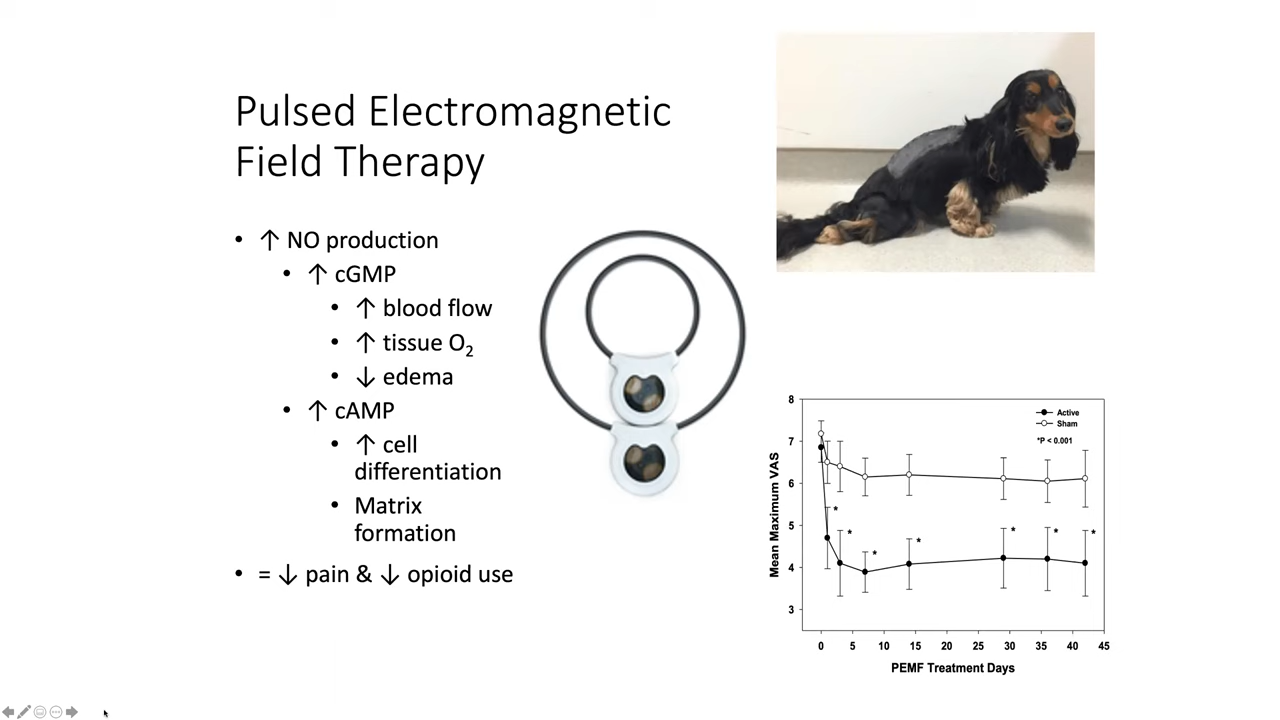 Pulsed Electromagnetic
Field Therapy
• ↑ NO production
• ↑ cGMP
• ↑ blood flow
• ↑ tissue O₂
• ↓ edema
• ↑ cAMP
• ↑ cell
differentiation
• Matrix
formation
• = ↓ pain & ↓ opioid use
8
7
6
5
4
3
Mean Maximum VAS
Active
Sham
*P < 0.001
* * * * * * *
0 5 10 15 20 25 30 35 40 45
PEMF Treatment Days